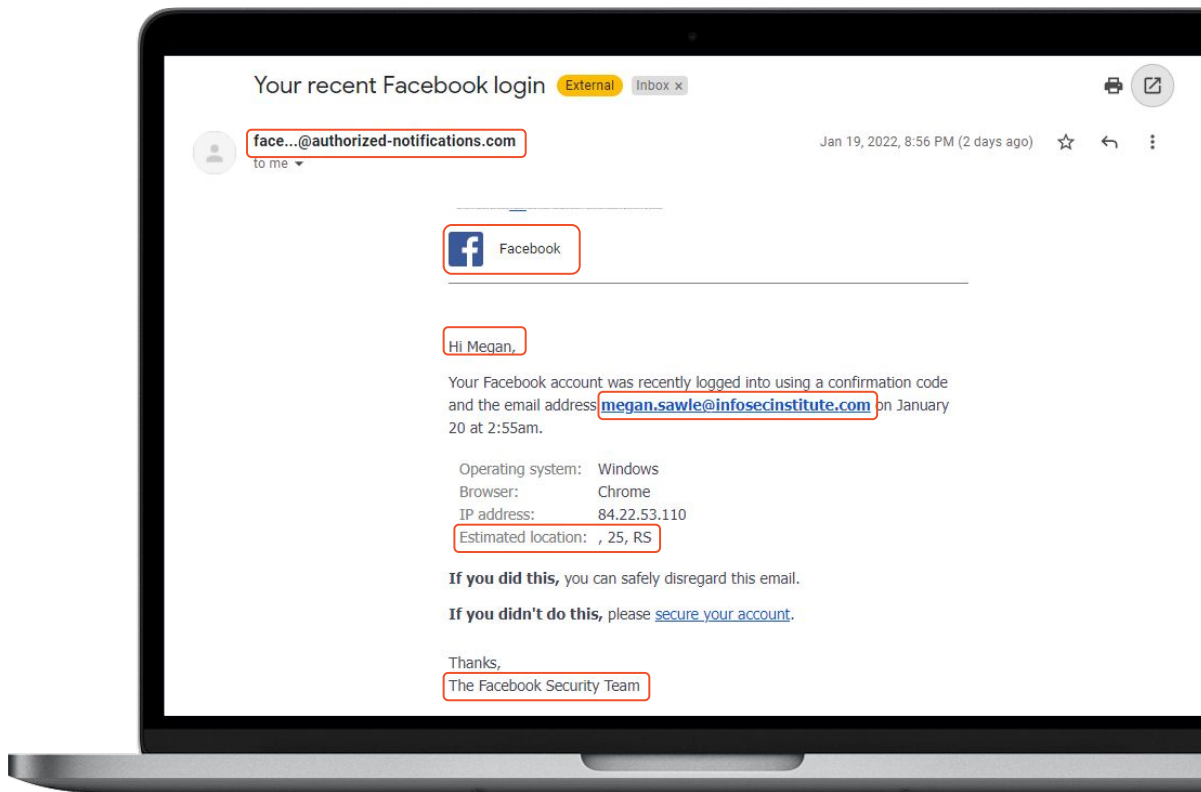 Your recent Facebook login External Inbox x
face...@authorized-notifications.com Jan 19, 2022, 8:56 PM (2 days ago)
to me
Facebook
Hi Megan,
Your Facebook account was recently logged into using a confirmation code
and the email address megan.sawle@infosecinstitute.com on January
20 at 2:55am.
Operating system: Windows
Browser: Chrome
IP address: 84.22.53.110
Estimated location: , 25, RS
If you did this, you can safely disregard this email.
If you didn't do this, please secure your account.
Thanks,
The Facebook Security Team